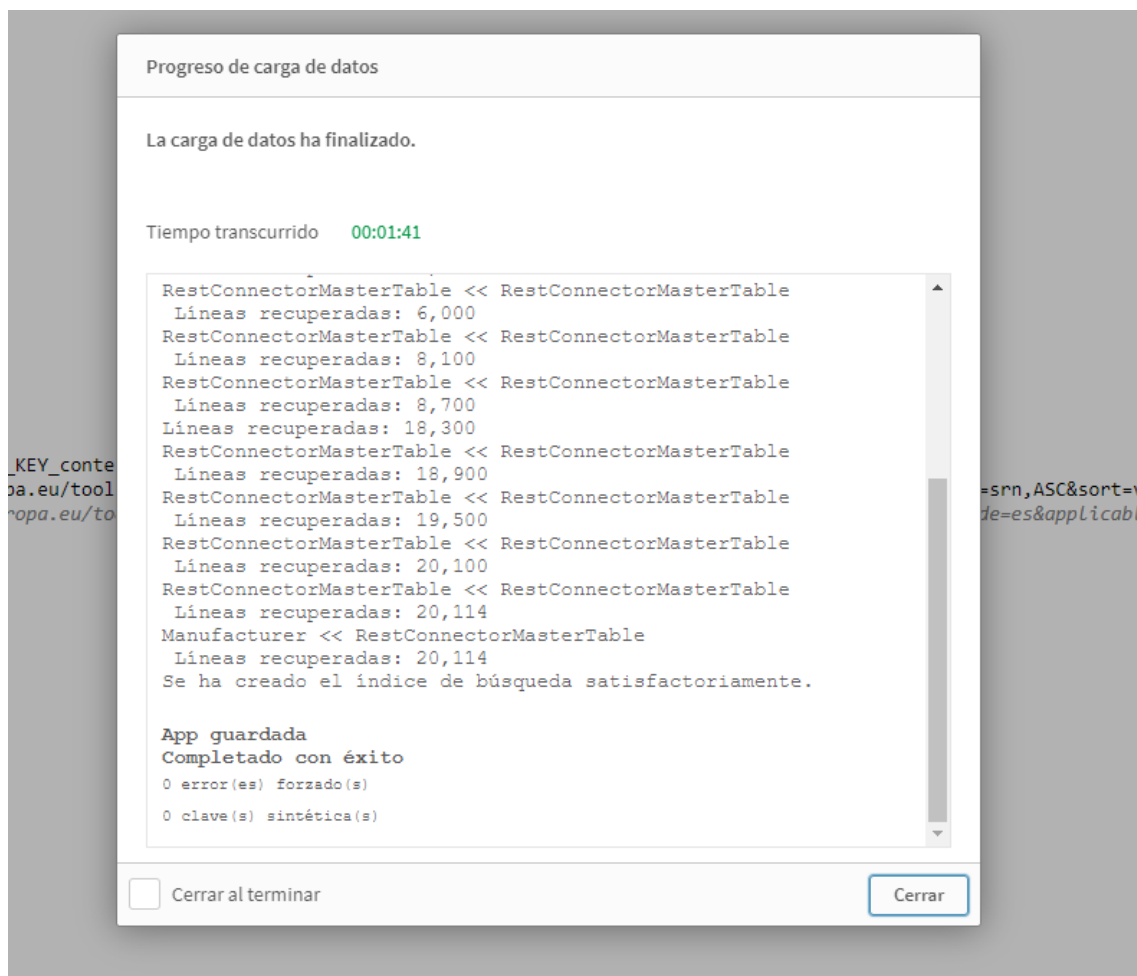 Progreso de carga de datos
La carga de datos ha finalizado.
Tiempo transcurrido 00:01:41
RestConnectorMasterTable << RestConnectorMasterTable
Líneas recuperadas: 6,000
RestConnectorMasterTable << RestConnectorMasterTable
Líneas recuperadas: 8,100
RestConnectorMasterTable << RestConnectorMasterTable
Líneas recuperadas: 8,700
Líneas recuperadas: 18,300
RestConnectorMasterTable << RestConnectorMasterTable
Líneas recuperadas: 18,900
RestConnectorMasterTable << RestConnectorMasterTable
Líneas recuperadas: 19,500
RestConnectorMasterTable << RestConnectorMasterTable
Líneas recuperadas: 20,100
RestConnectorMasterTable << RestConnectorMasterTable
Líneas recuperadas: 20,114
Manufacturer << RestConnectorMasterTable
Líneas recuperadas: 20,114
Se ha creado el índice de búsqueda satisfactoriamente.
App guardada
Completado con éxito
0 error(es) forzado(s)
0 clave(s) sintética(s)
Cerrar al terminar
Cerrar
_KEY_conte
pa.eu/tool =srn,ASC&sort=v
ropa.eu/to de=es&applicabl